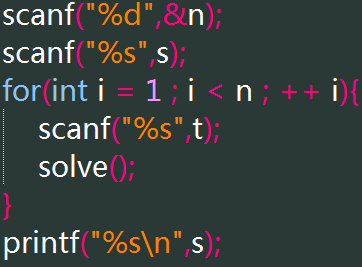 scanf("%d",&n);
scanf("%s",s);
for(int i = 1 ; i < n ; ++ i){
    scanf("%s",t);
    solve();
}
printf("%s\n",s);